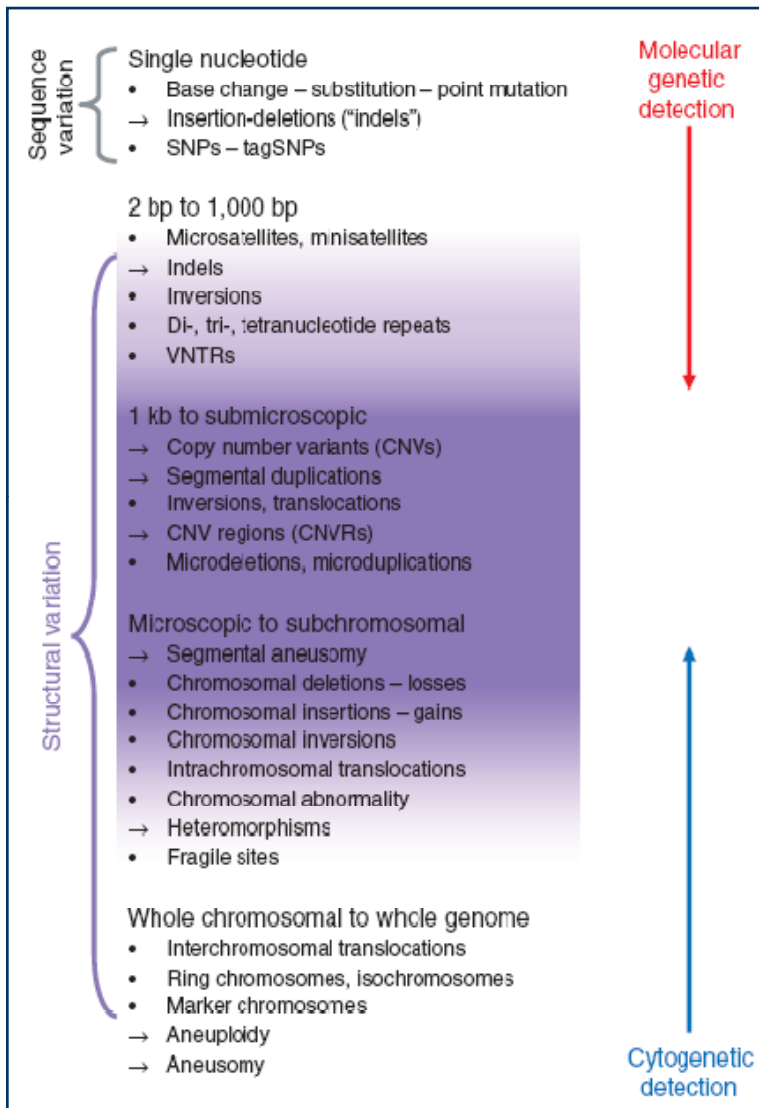 Sequence
variation
Single nucleotide
• Base change – substitution – point mutation
→ Insertion-deletions (“indels”)
• SNPs – tagSNPs
Molecular
genetic
detection
Structural variation
2 bp to 1,000 bp
• Microsatellites, minisatellites
→ Indels
• Inversions
• Di-, tri-, tetranucleotide repeats
• VNTRs
1 kb to submicroscopic
→ Copy number variants (CNVs)
→ Segmental duplications
• Inversions, translocations
→ CNV regions (CNVRs)
• Microdeletions, microduplications
Microscopic to subchromosomal
→ Segmental aneusomy
• Chromosomal deletions – losses
• Chromosomal insertions – gains
• Chromosomal inversions
• Intrachromosomal translocations
• Chromosomal abnormality
→ Heteromorphisms
• Fragile sites
Whole chromosomal to whole genome
• Interchromosomal translocations
• Ring chromosomes, isochromosomes
• Marker chromosomes
→ Aneuploidy
→ Aneusomy
Cytogenetic
detection